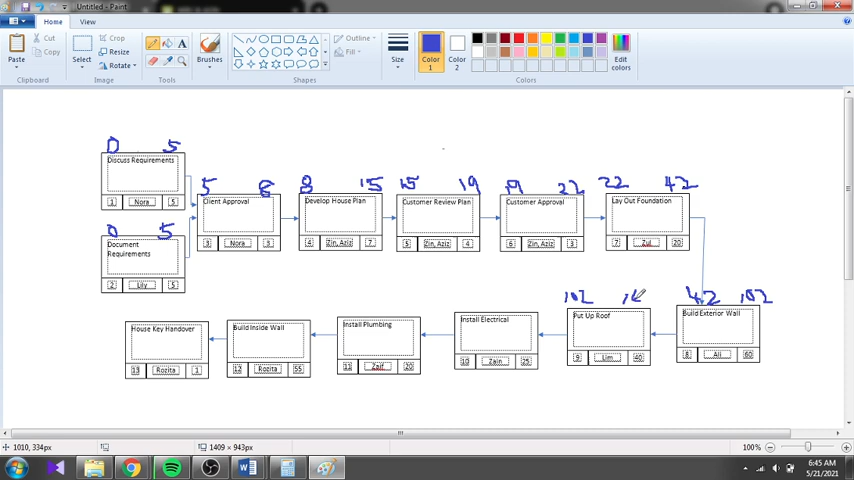 Untitled - Paint
Home
View
Paste
Cut
Copy
Clipboard
Select
Crop
Resize
Rotate
Image
Tools
Brushes
Shapes
Outline
Fill
Size
Color 1
Color 2
Colors
Edit colors
0 5
Discuss Requirements
1 Nora 5
0 5
Document Requirements
2 Lily 5
5 8
Client Approval
3 Nora 3
8 15
Develop House Plan
4 Zin, Aziz 7
15 19
Customer Review Plan
5 Zin, Aziz 4
19 22
Customer Approval
6 Zin, Aziz 3
22 42
Lay Out Foundation
7 Zul 20
42 102
Build Exterior Wall
8 Ali 60
102
Put Up Roof
9 Lim 40
Install Electrical
10 Zain 25
Install Plumbing
11 Zaif 20
Build Inside Wall
12 Rozita 55
House Key Handover
13 Rozita 1
1010, 334px
1409 × 943px
100%
6:45 AM
5/21/2021